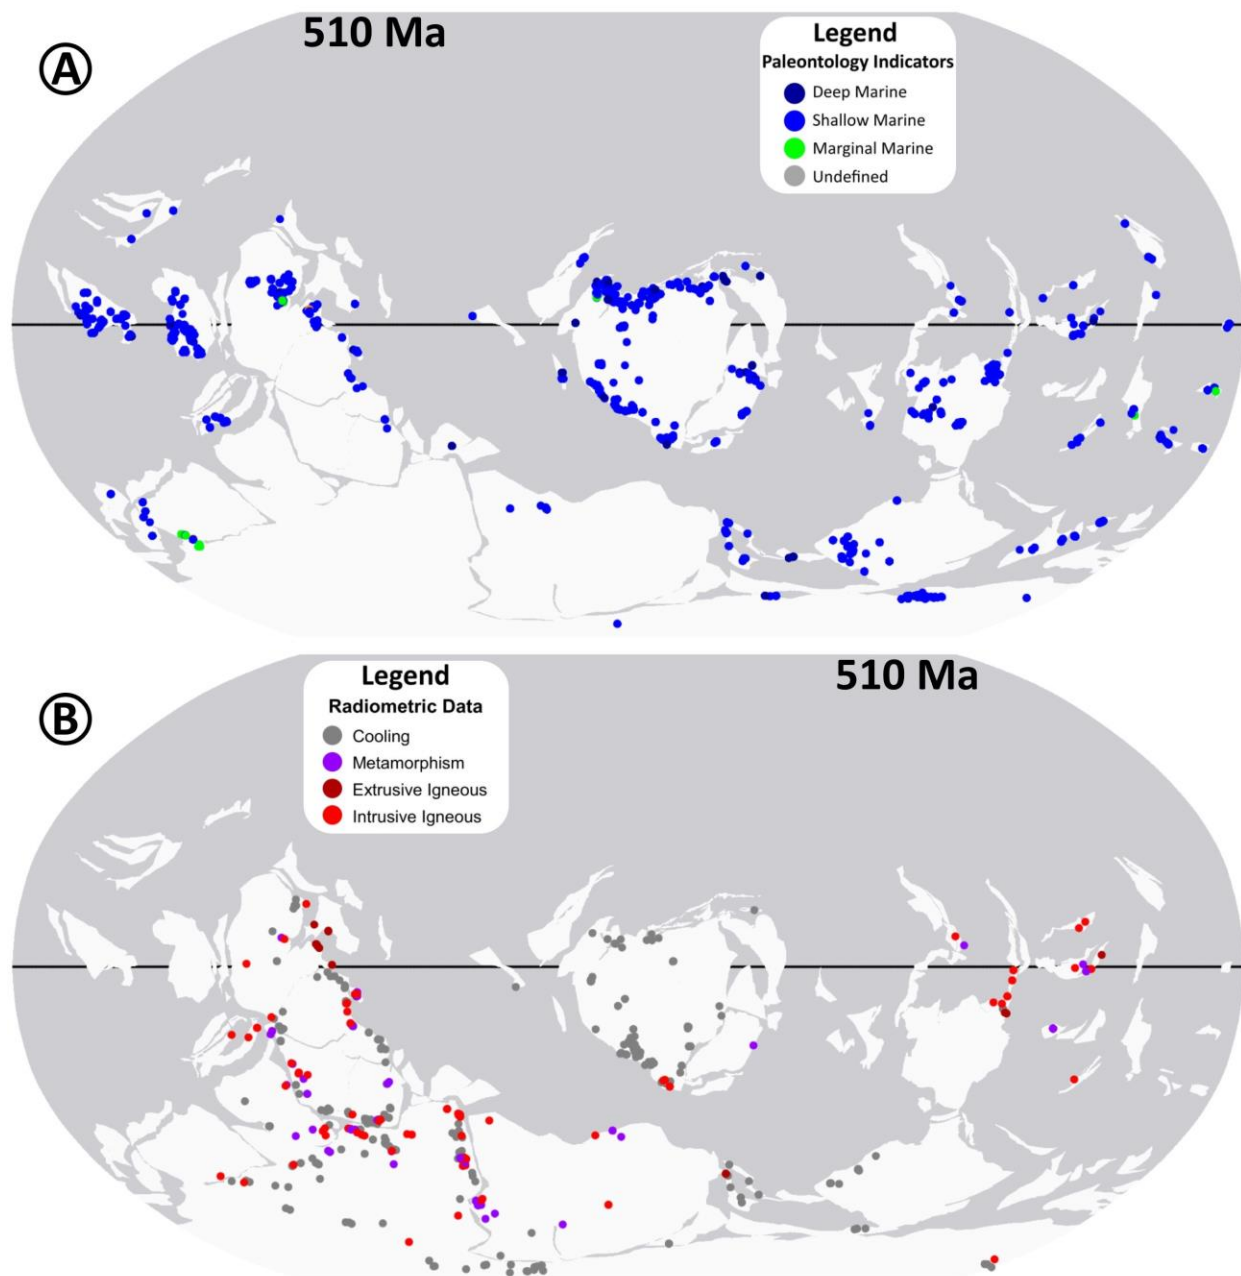 510 Ma
A
Legend
Paleontology Indicators
Deep Marine
Shallow Marine
Marginal Marine
Undefined
510 Ma
B
Legend
Radiometric Data
Cooling
Metamorphism
Extrusive Igneous
Intrusive Igneous